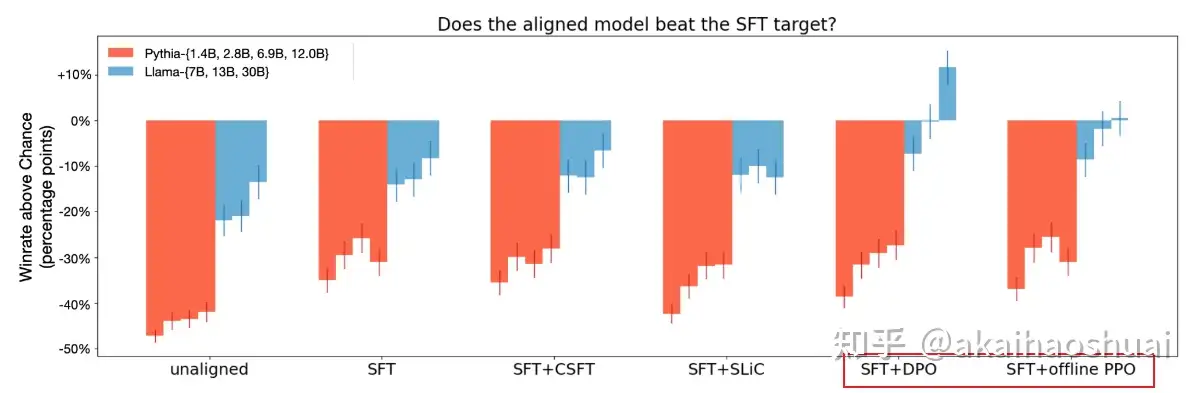 Does the aligned model beat the SFT target?
Pythia-{1.4B, 2.8B, 6.9B, 12.0B}
Llama-{7B, 13B, 30B}
Winrate above Chance
(percentage points)
+10%
0%
-10%
-20%
-30%
-40%
-50%
unaligned
SFT
SFT+CSFT
SFT+SLiC
SFT+DPO
SFT+offline PPO
知乎 @akaihaoshuai